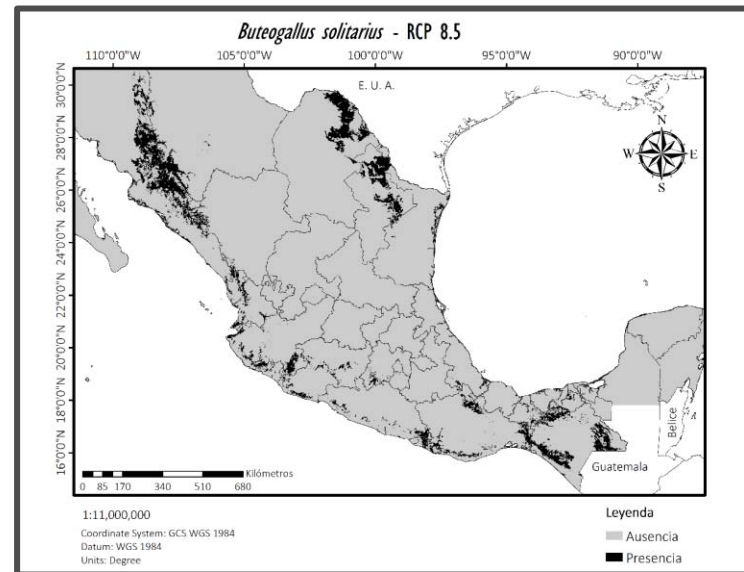 Buteogallus solitarius - RCP 8.5
110°0'0"W 105°0'0"W 100°0'0"W 95°0'0"W 90°0'0"W
E. U. A.
30°0'0"N
28°0'0"N
26°0'0"N
24°0'0"N
22°0'0"N
20°0'0"N
18°0'0"N
16°0'0"N
N
W E
S
Belice
Guatemala
Kilómetros
0 85 170 340 510 680
1:11,000,000
Coordinate System: GCS WGS 1984
Datum: WGS 1984
Units: Degree
Leyenda
Ausencia
Presencia